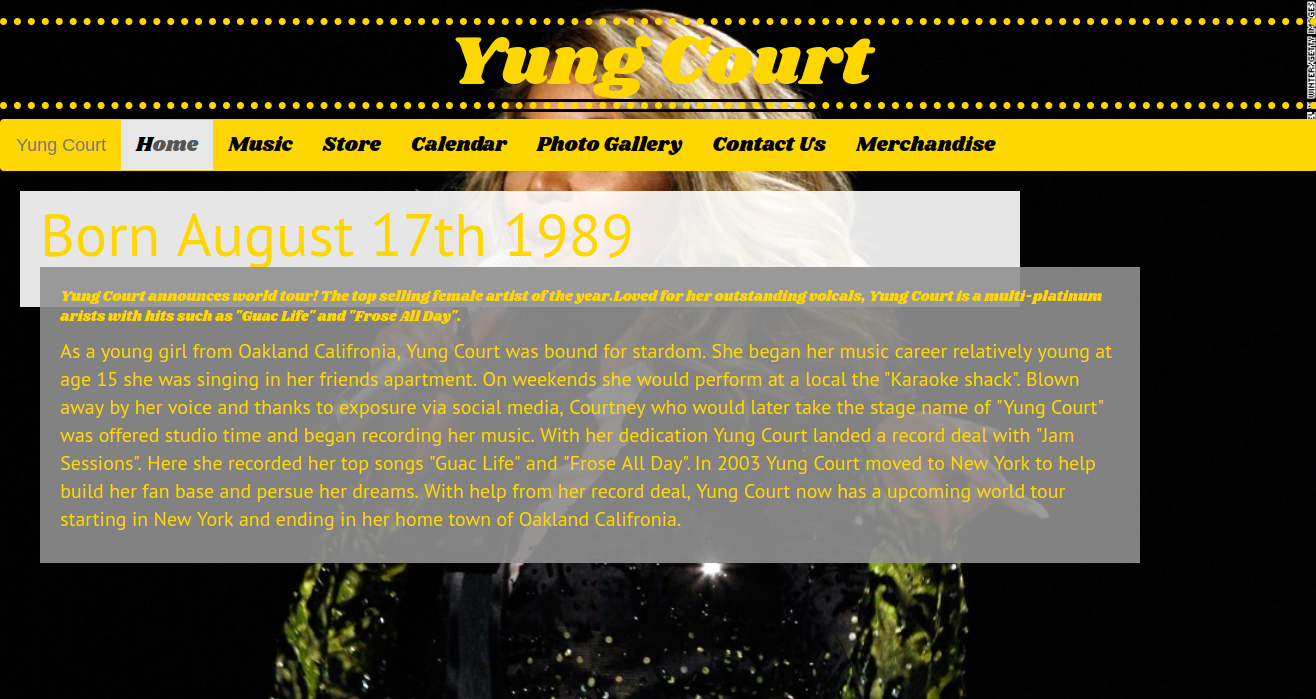 Yung Court
Yung Court Home Music Store Calendar Photo Gallery Contact Us Merchandise
Born August 17th 1989
Yung Court announces world tour! The top selling female artist of the year.Loved for her outstanding volcals, Yung Court is a multi-platinum
arists with hits such as "Guac Life" and "Frose All Day".
As a young girl from Oakland Califronia, Yung Court was bound for stardom. She began her music career relatively young at
age 15 she was singing in her friends apartment. On weekends she would perform at a local the "Karaoke shack". Blown
away by her voice and thanks to exposure via social media, Courtney who would later take the stage name of "Yung Court"
was offered studio time and began recording her music. With her dedication Yung Court landed a record deal with "Jam
Sessions". Here she recorded her top songs "Guac Life" and "Frose All Day". In 2003 Yung Court moved to New York to help
build her fan base and persue her dreams. With help from her record deal, Yung Court now has a upcoming world tour
starting in New York and ending in her home town of Oakland Califronia.
WINTER/GETTY IMAGES